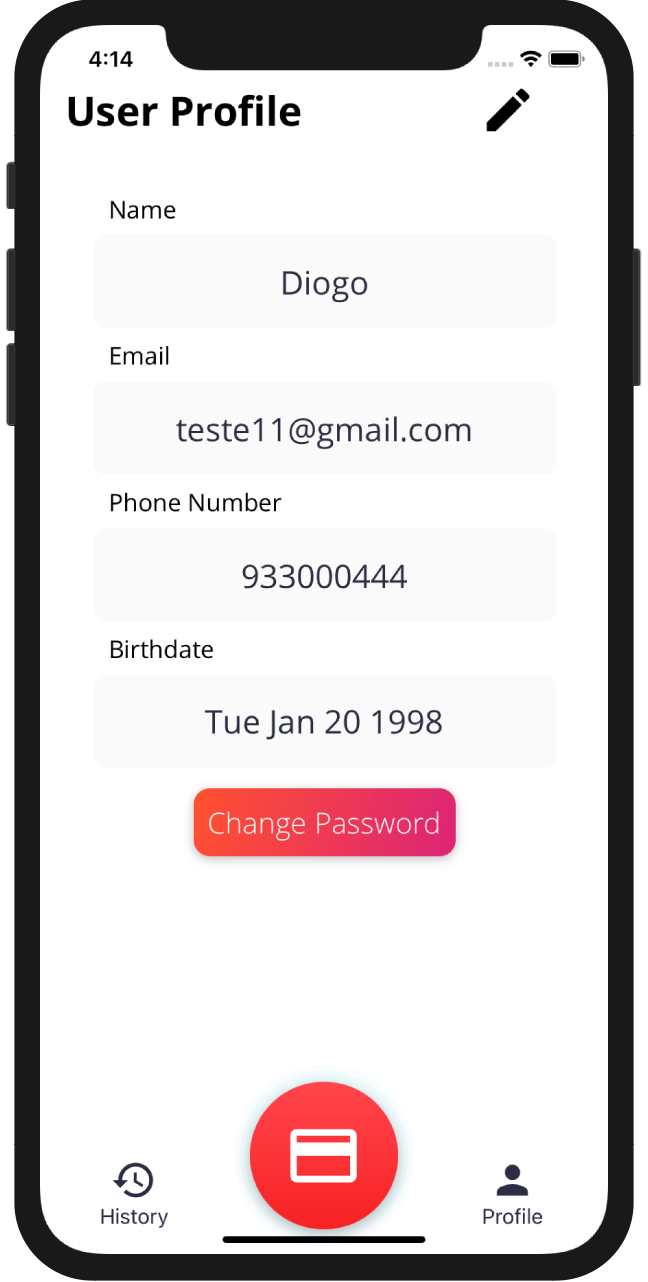 4:14
User Profile
Name
Diogo
Email
teste11@gmail.com
Phone Number
933000444
Birthdate
Tue Jan 20 1998
Change Password
History
Profile